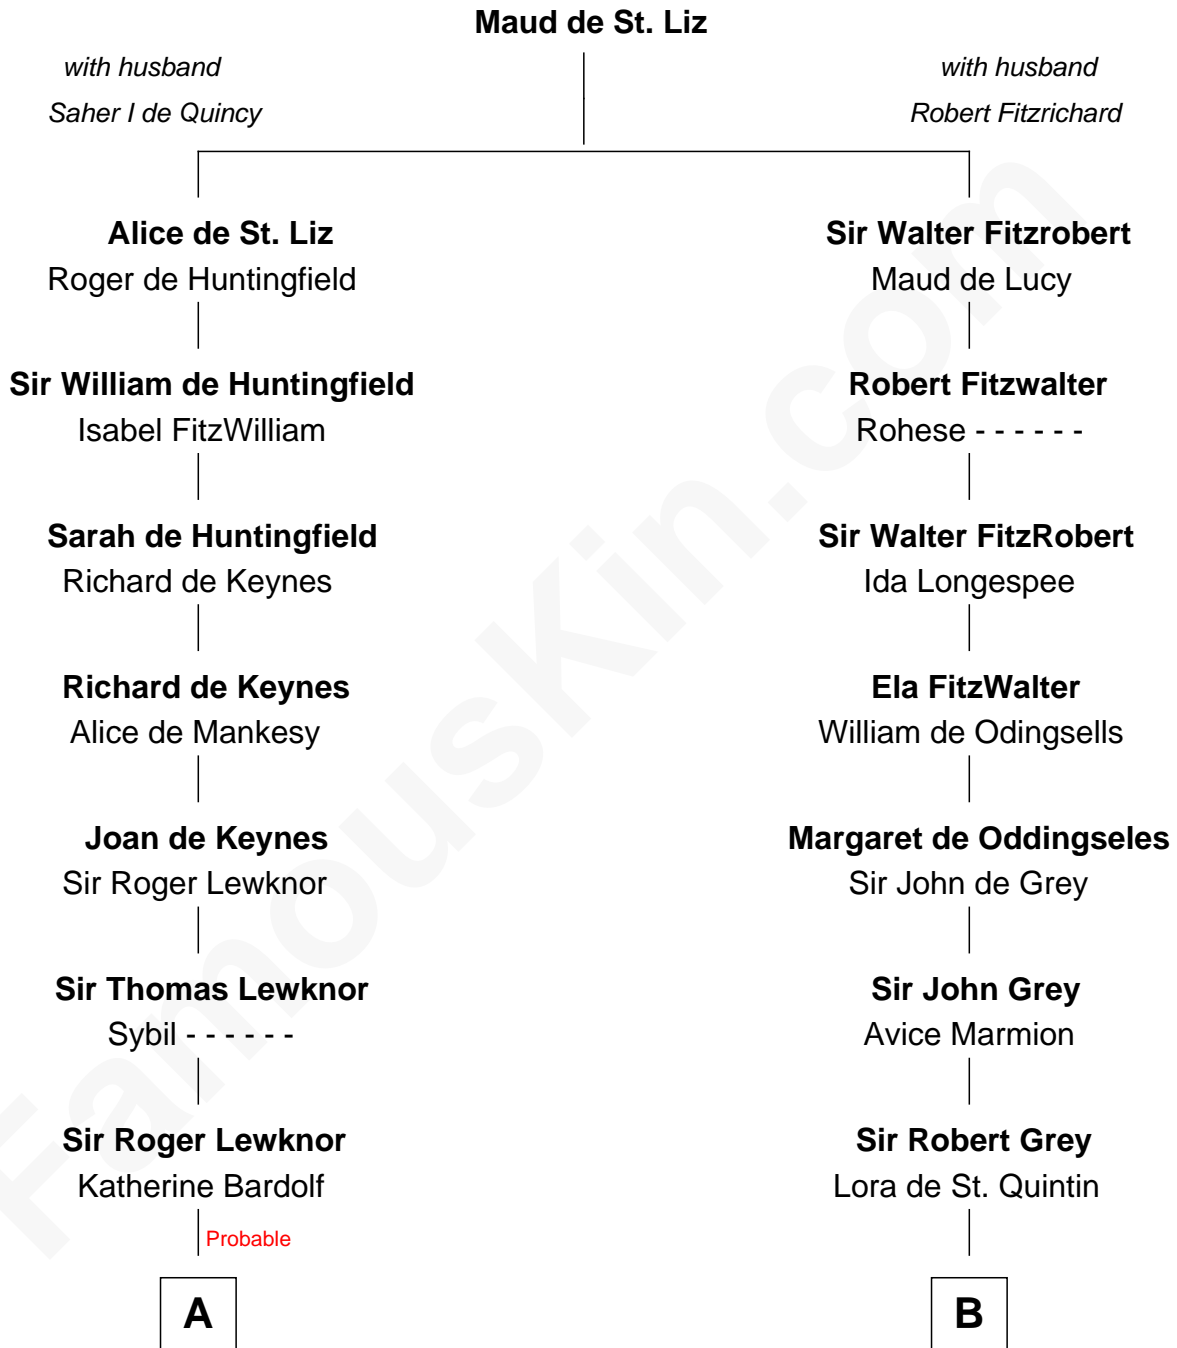 Maud de St. Liz
with husband
Saher I de Quincy
with husband
Robert Fitzrichard
Alice de St. Liz
Roger de Huntingfield
Sir Walter Fitzrobert
Maud de Lucy
Sir William de Huntingfield
Isabel FitzWilliam
Robert Fitzwalter
Rohese - - - - - -
Sarah de Huntingfield
Richard de Keynes
Sir Walter FitzRobert
Ida Longespee
Richard de Keynes
Alice de Mankesy
Ela FitzWalter
William de Odingsells
Joan de Keynes
Sir Roger Lewknor
Margaret de Oddingseles
Sir John de Grey
Sir Thomas Lewknor
Sybil - - - - - -
Sir John Grey
Avice Marmion
Sir Roger Lewknor
Katherine Bardolf
Sir Robert Grey
Lora de St. Quintin
Probable
A
B
FamousKin.com